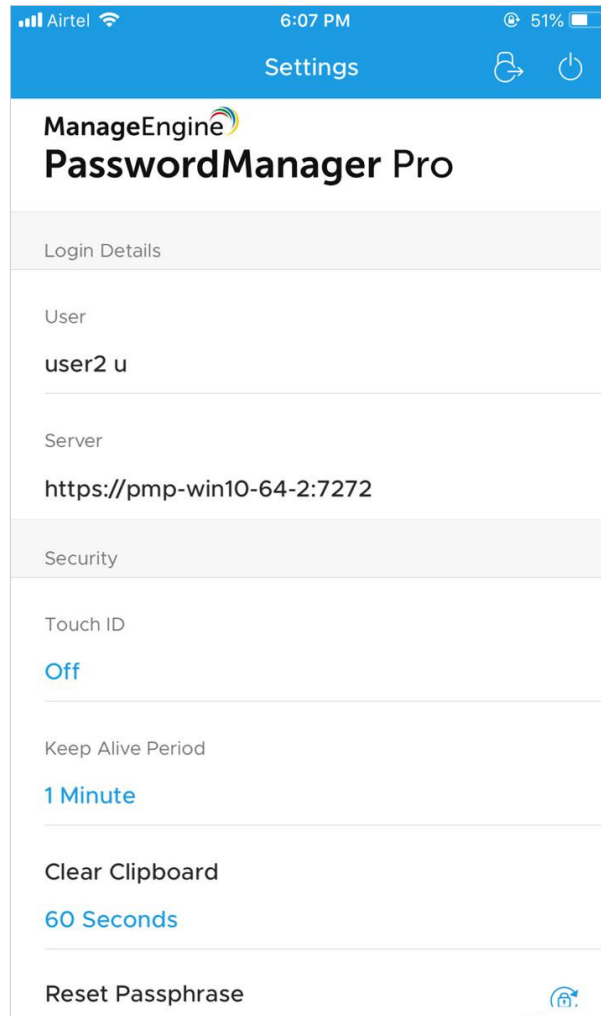 Airtel 6:07 PM 51%
Settings
ManageEngine
PasswordManager Pro
Login Details
User
user2 u
Server
https://pmp-win10-64-2:7272
Security
Touch ID
Off
Keep Alive Period
1 Minute
Clear Clipboard
60 Seconds
Reset Passphrase